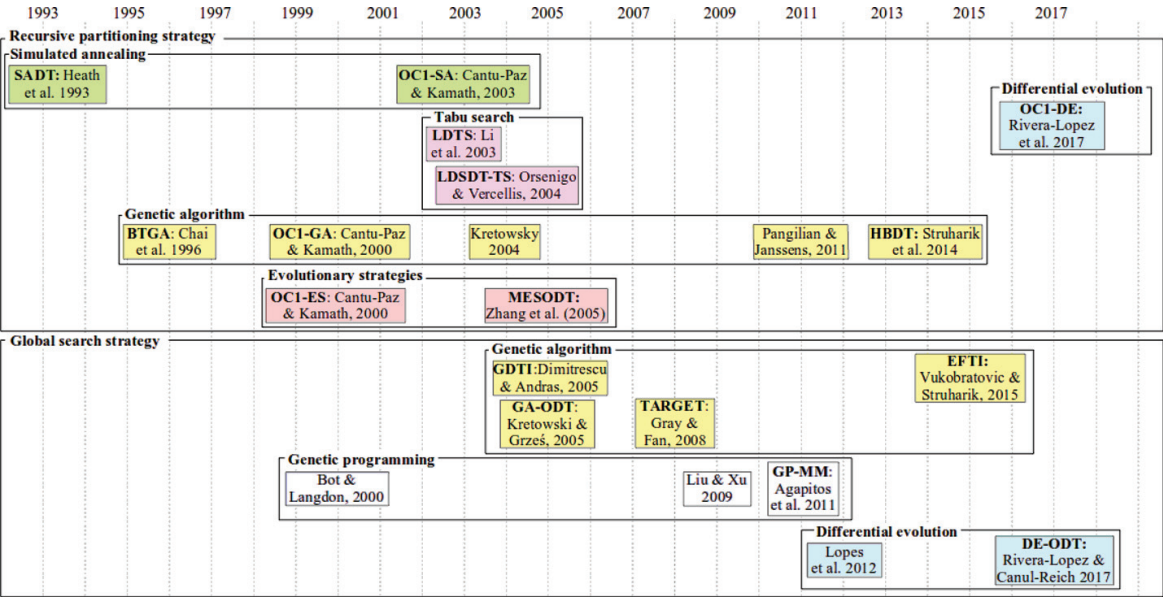 1993 1995 1997 1999 2001 2003 2005 2007 2009 2011 2013 2015 2017
Recursive partitioning strategy
Simulated annealing
SADT: Heath
et al. 1993
OC1-SA: Cantu-Paz
& Kamath, 2003
Differential evolution
OC1-DE:
Rivera-Lopez
et al. 2017
Tabu search
LDTS: Li
et al. 2003
LDSDT-TS: Orsenigo
& Vercellis, 2004
Genetic algorithm
BTGA: Chai
et al. 1996
OC1-GA: Cantu-Paz
& Kamath, 2000
Kretowsky
2004
Pangilian &
Janssens, 2011
HBDT: Struharik
et al. 2014
Evolutionary strategies
OC1-ES: Cantu-Paz
& Kamath, 2000
MESODT:
Zhang et al. (2005)
Global search strategy
Genetic algorithm
GDTI:Dimitrescu
& Andras, 2005
GA-ODT:
Kretowski &
Grześ, 2005
TARGET:
Gray &
Fan, 2008
EFTI:
Vukobratovic &
Struharik, 2015
Genetic programming
Bot &
Langdon, 2000
Liu & Xu
2009
GP-MM:
Agapitos
et al. 2011
Differential evolution
Lopes
et al. 2012
DE-ODT:
Rivera-Lopez &
Canul-Reich 2017